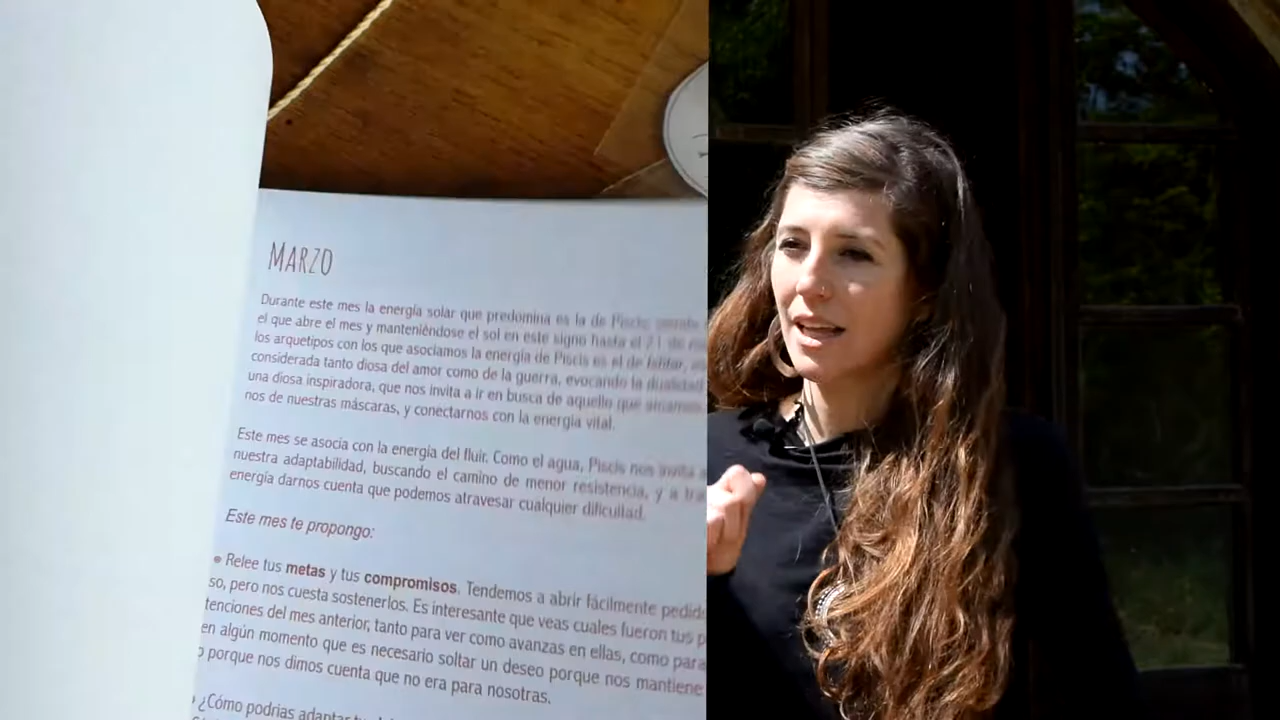 MARZO
Durante este mes la energía solar que predomina es la de Piscis,
el que abre el mes y manteniéndose el sol en este signo hasta el 21 de
los arquetipos con los que asociamos la energía de Piscis es el de Ishtar,
considerada tanto diosa del amor como de la guerra, evocando la dualidad
una diosa inspiradora, que nos invita a ir en busca de aquello que amamos,
nos de nuestras máscaras, y conectarnos con la energía vital.
Este mes se asocia con la energía del fluir. Como el agua, Piscis nos invita a
nuestra adaptabilidad, buscando el camino de menor resistencia, y a tra
energía darnos cuenta que podemos atravesar cualquier dificultad.
Este mes te propongo:
• Relee tus metas y tus compromisos. Tendemos a abrir fácilmente pedid
so, pero nos cuesta sostenerlos. Es interesante que veas cuales fueron tus p
tenciones del mes anterior, tanto para ver como avanzas en ellas, como para
en algún momento que es necesario soltar un deseo porque nos mantiene
o porque nos dimos cuenta que no era para nosotras.
• ¿Cómo podrías adaptar